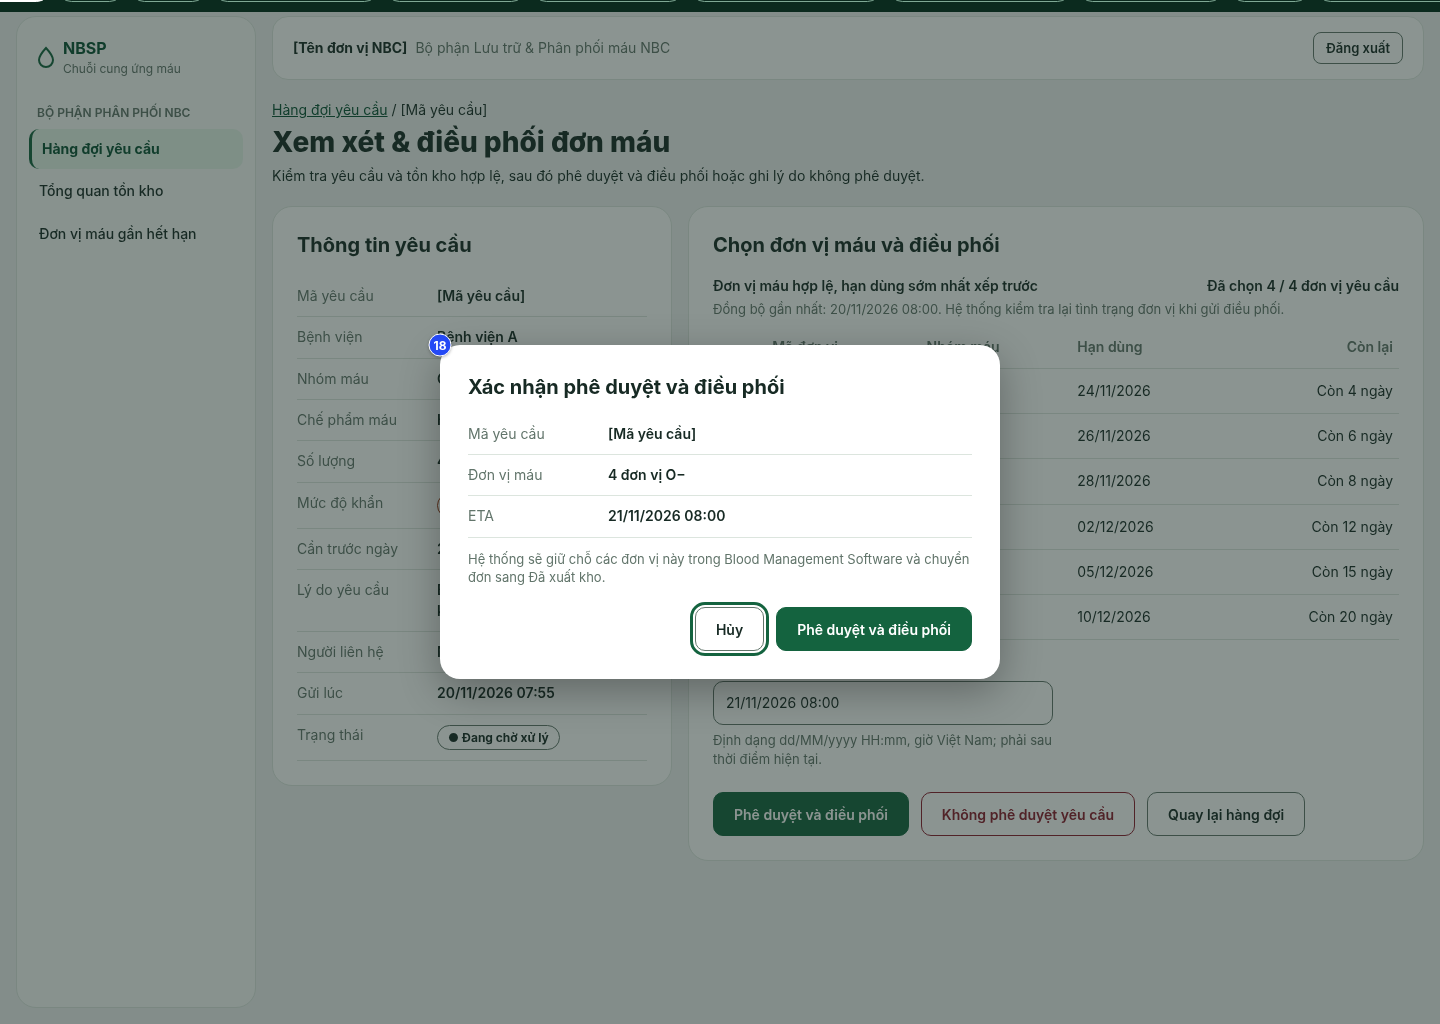 NBSP
Chuỗi cung ứng máu
BỘ PHẬN PHÂN PHỐI NBC
Hàng đợi yêu cầu
Tổng quan tồn kho
Đơn vị máu gần hết hạn
[Tên đơn vị NBC] Bộ phận Lưu trữ & Phân phối máu NBC
Đăng xuất
Hàng đợi yêu cầu / [Mã yêu cầu]
Xem xét & điều phối đơn máu
Kiểm tra yêu cầu và tồn kho hợp lệ, sau đó phê duyệt và điều phối hoặc ghi lý do không phê duyệt.
Thông tin yêu cầu
Mã yêu cầu [Mã yêu cầu]
Bệnh viện Bệnh viện A
Nhóm máu
Chế phẩm máu
Số lượng
Mức độ khẩn
Cần trước ngày
Lý do yêu cầu
Người liên hệ
Gửi lúc 20/11/2026 07:55
Trạng thái Đang chờ xử lý
Chọn đơn vị máu và điều phối
Đơn vị máu hợp lệ, hạn dùng sớm nhất xếp trước Đã chọn 4 / 4 đơn vị yêu cầu
Đồng bộ gần nhất: 20/11/2026 08:00. Hệ thống kiểm tra lại tình trạng đơn vị khi gửi điều phối.
Mã đơn vị Nhóm máu Hạn dùng Còn lại
24/11/2026 Còn 4 ngày
26/11/2026 Còn 6 ngày
28/11/2026 Còn 8 ngày
02/12/2026 Còn 12 ngày
05/12/2026 Còn 15 ngày
10/12/2026 Còn 20 ngày
21/11/2026 08:00
Định dạng dd/MM/yyyy HH:mm, giờ Việt Nam; phải sau
thời điểm hiện tại.
Phê duyệt và điều phối
Không phê duyệt yêu cầu
Quay lại hàng đợi
18
Xác nhận phê duyệt và điều phối
Mã yêu cầu [Mã yêu cầu]
Đơn vị máu 4 đơn vị O−
ETA 21/11/2026 08:00
Hệ thống sẽ giữ chỗ các đơn vị này trong Blood Management Software và chuyển
đơn sang Đã xuất kho.
Hủy
Phê duyệt và điều phối